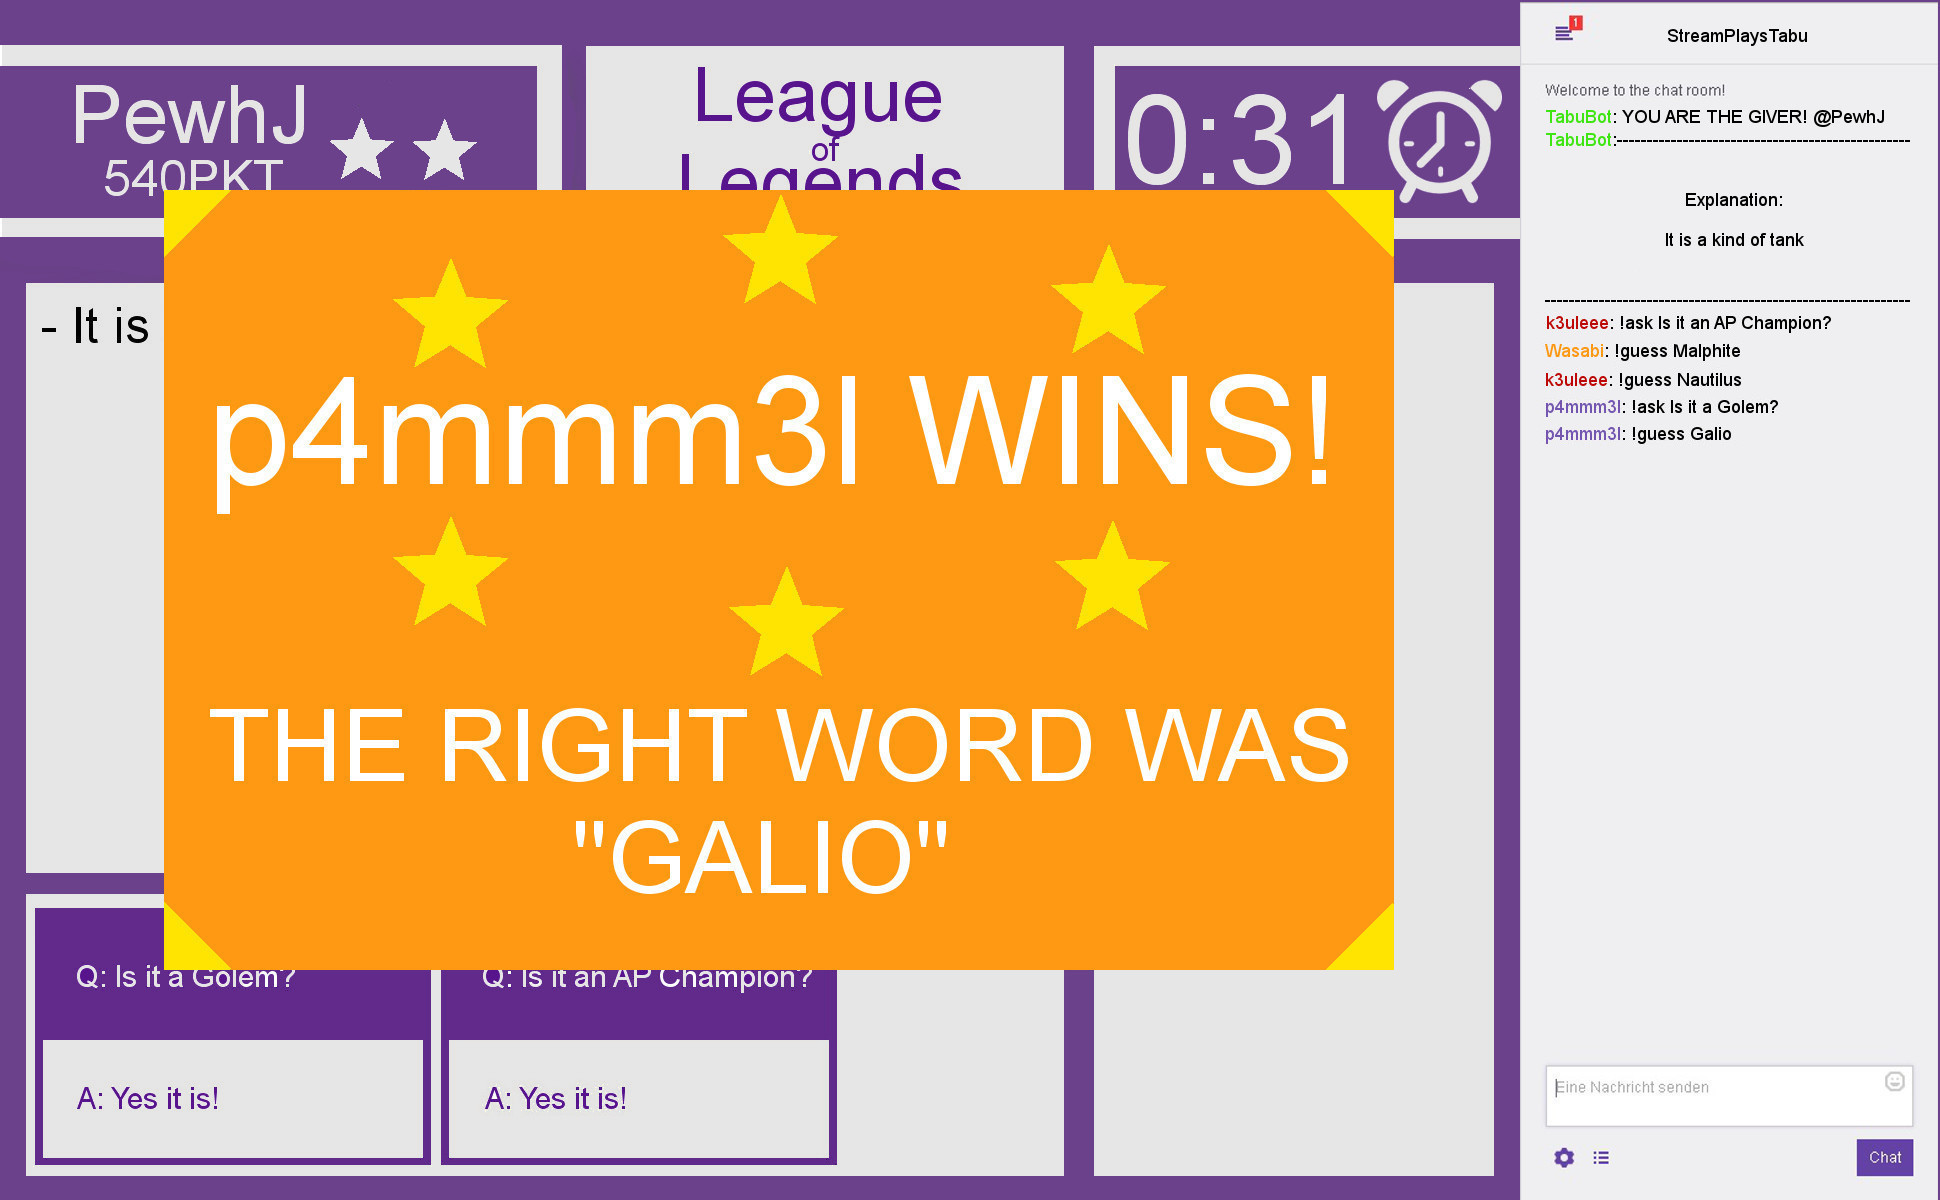 PewhJ
540PKT
League
of
Legends
0:31
- It is
p4mmm3l WINS!
THE RIGHT WORD WAS
"GALIO"
Q: Is it a Golem?
A: Yes it is!
Q: Is it an AP Champion?
A: Yes it is!
1
StreamPlaysTabu
Welcome to the chat room!
TabuBot: YOU ARE THE GIVER! @PewhJ
TabuBot:-------------------------------------------------
Explanation:
It is a kind of tank
-------------------------------------------------------------
k3uleee: !ask Is it an AP Champion?
Wasabi: !guess Malphite
k3uleee: !guess Nautilus
p4mmm3l: !ask Is it a Golem?
p4mmm3l: !guess Galio
Eine Nachricht senden
Chat